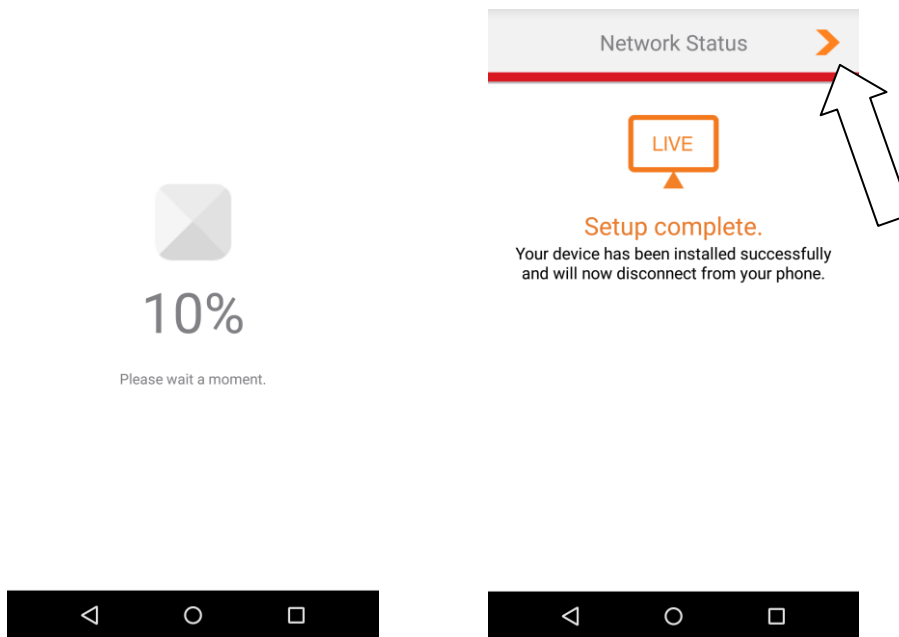 10%
Please wait a moment.
Network Status
LIVE
Setup complete.
Your device has been installed successfully
and will now disconnect from your phone.